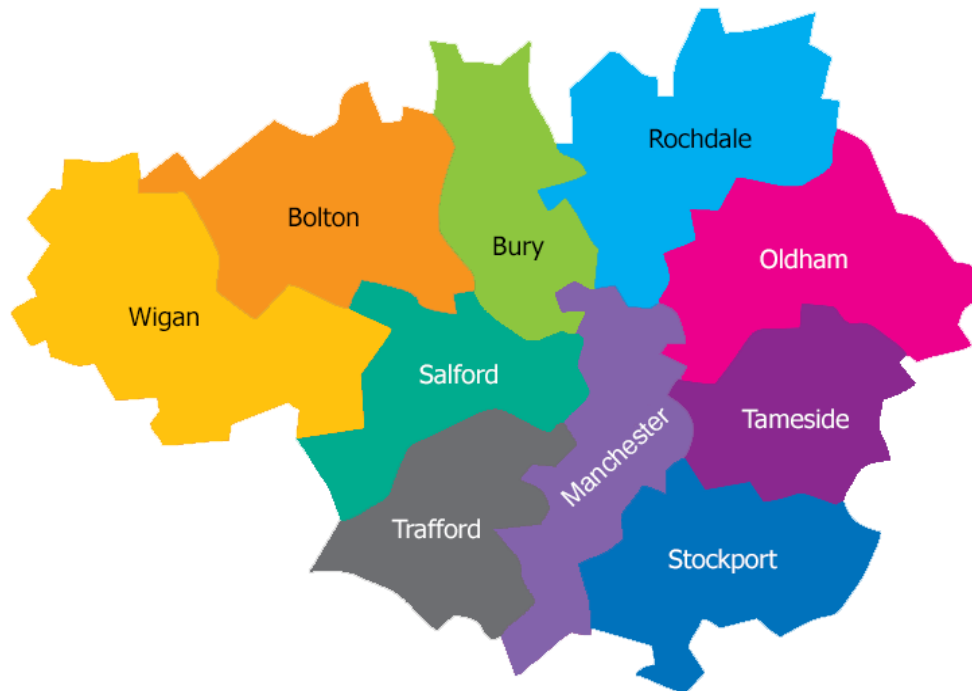 Rochdale
Bolton
Bury
Oldham
Wigan
Salford
Tameside
Manchester
Trafford
Stockport